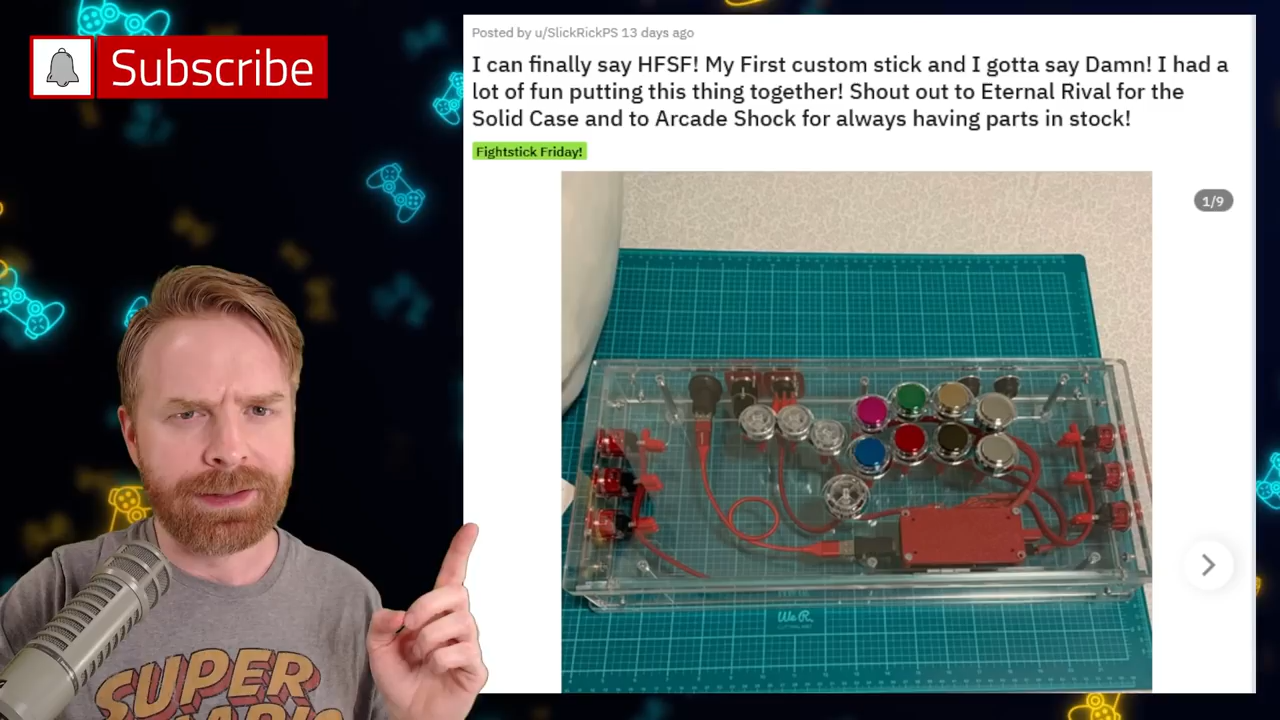 Subscribe
Posted by u/SlickRickPS 13 days ago
I can finally say HFSF! My First custom stick and I gotta say Damn! I had a
lot of fun putting this thing together! Shout out to Eternal Rival for the
Solid Case and to Arcade Shock for always having parts in stock!
Fightstick Friday!
1/9
We R
SUPER